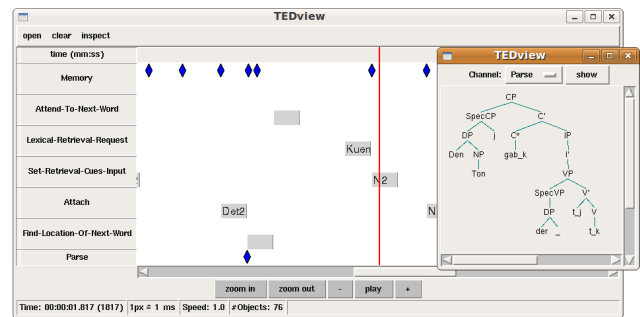 TEDview
open clear inspect
time (mm:ss)
Memory
Attend-To-Next-Word
Lexical-Retrieval-Request
Kuen
Set-Retrieval-Cues-Input
N2
Attach
Det2
N
Find-Location-Of-Next-Word
Parse
zoom in zoom out - play +
Time: 00:00:01.817 (1817) 1px = 1 ms Speed: 1.0 #Objects: 76
TEDview
Channel: Parse show
CP
SpecCP C'
DP j C° IP
Den NP gab_k I'
Ton VP
SpecVP V'
DP t_j V
der _ t_k